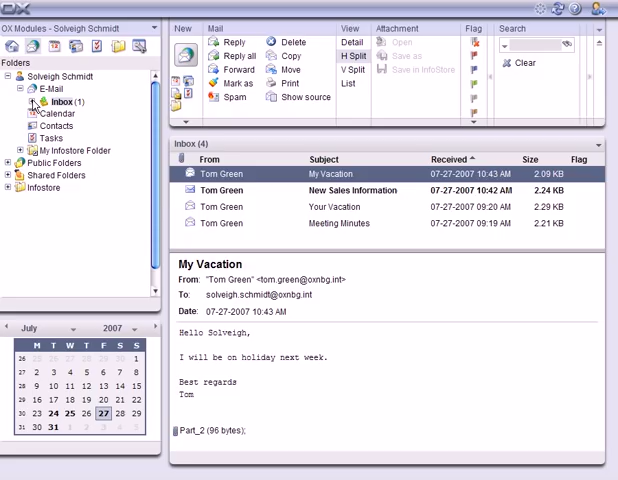 OX
OX Modules - Solveigh Schmidt
Folders
Solveigh Schmidt
E-Mail
Inbox (1)
Calendar
Contacts
Tasks
My Infostore Folder
Public Folders
Shared Folders
Infostore
July 2007
M T W T F S S
26 25 26 27 28 29 30 1
27 2 3 4 5 6 7 8
28 9 10 11 12 13 14 15
29 16 17 18 19 20 21 22
30 23 24 25 26 27 28 29
31 30 31 1 2 3 4 5
New
Mail
Reply
Reply all
Forward
Mark as
Spam
Delete
Copy
Move
Print
Show source
View
Detail
H Split
V Split
List
Attachment
Open
Save as
Save in InfoStore
Flag
Search
Clear
Inbox (4)
From Subject Received Size Flag
Tom Green My Vacation 07-27-2007 10:43 AM 2.09 KB
Tom Green New Sales Information 07-27-2007 10:42 AM 2.24 KB
Tom Green Your Vacation 07-27-2007 09:20 AM 2.29 KB
Tom Green Meeting Minutes 07-27-2007 09:19 AM 2.21 KB
My Vacation
From: "Tom Green" <tom.green@oxnbg.int>
To: solveigh.schmidt@oxnbg.int
Date: 07-27-2007 10:43 AM
Hello Solveigh,
I will be on holiday next week.
Best regards
Tom
Part_2 (96 bytes);